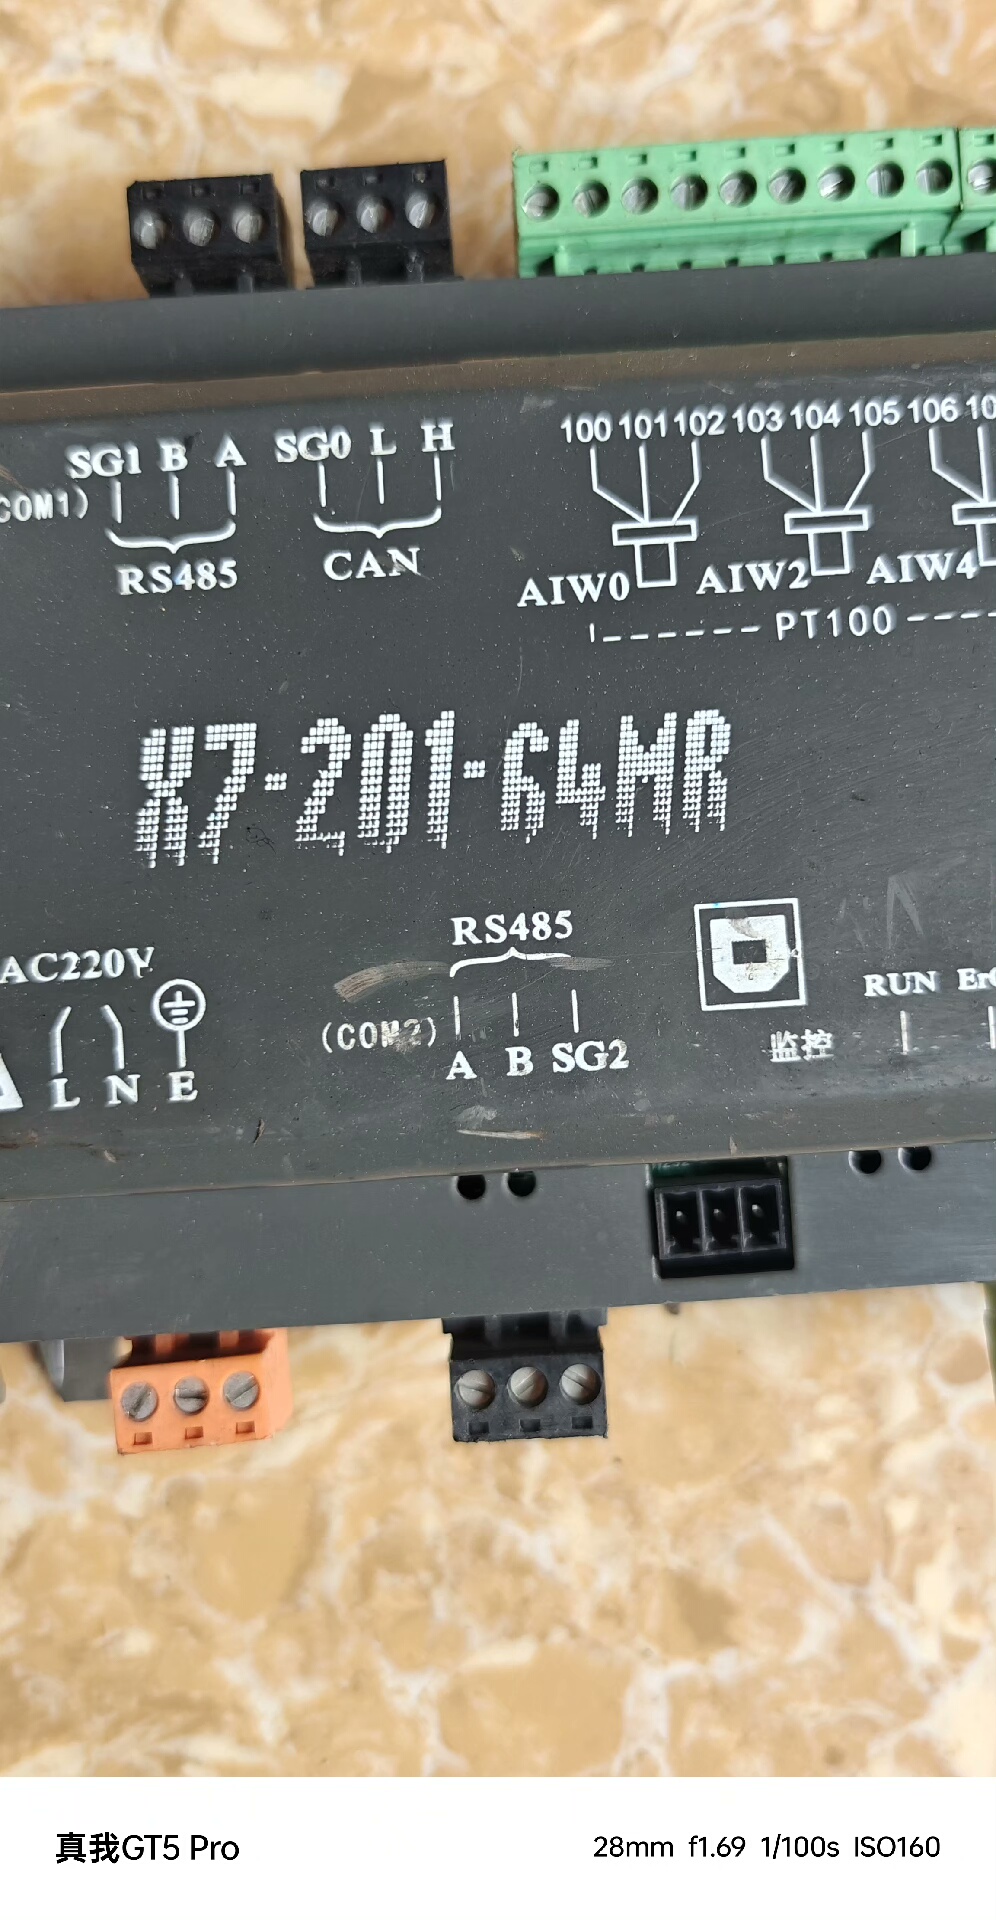 SG1 B A SG0 L H
100 101 102 103 104 105 106 10
(COM1)
RS485 CAN
AIW0 AIW2 AIW4
PT100
X7-201-64MR
RS485
AC220V
RUN Er
(COM2)
A B SG2
监控
L N E
真我GT5 Pro
28mm f1.69 1/100s ISO160